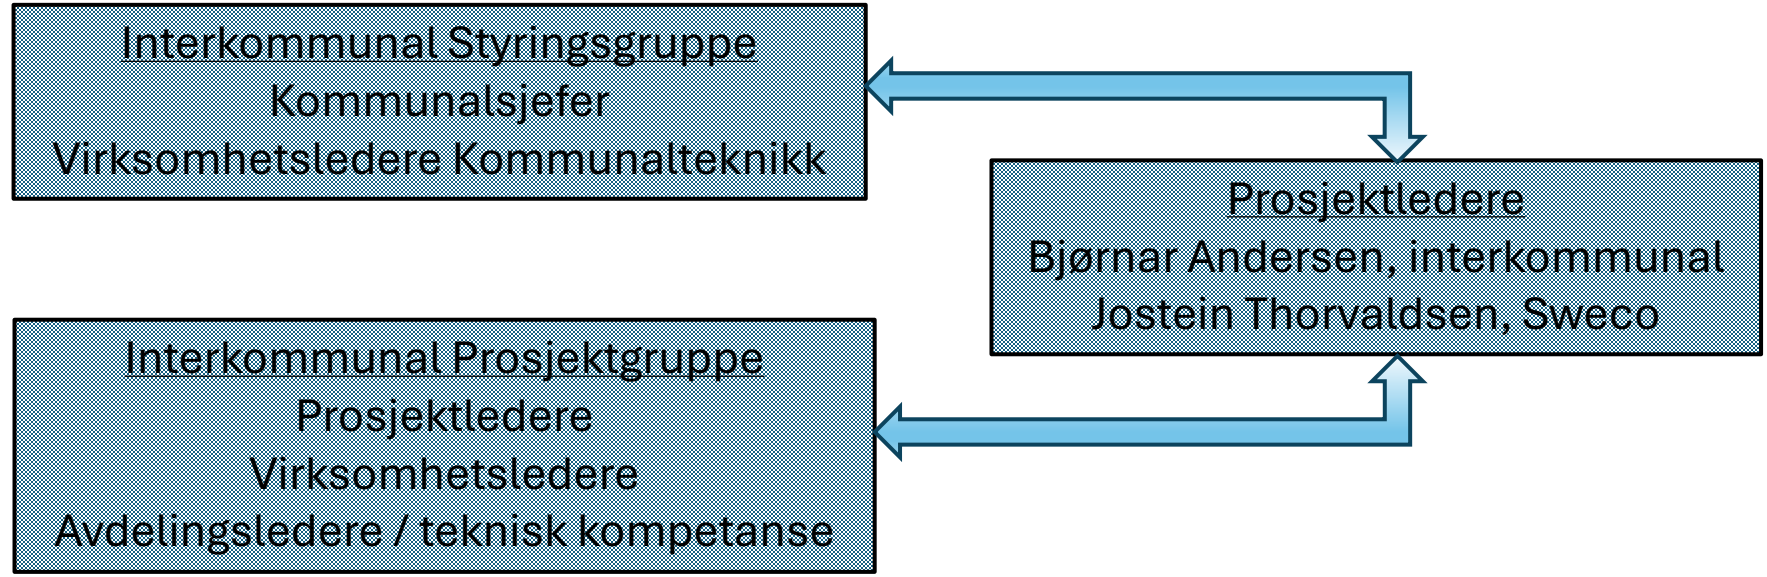 Interkommunal Styringsgruppe
Kommunalsjefer
Virksomhetsledere Kommunalteknikk
Prosjektledere
Bjørnar Andersen, interkommunal
Jostein Thorvaldsen, Sweco
Interkommunal Prosjektgruppe
Prosjektledere
Virksomhetsledere
Avdelingsledere / teknisk kompetanse